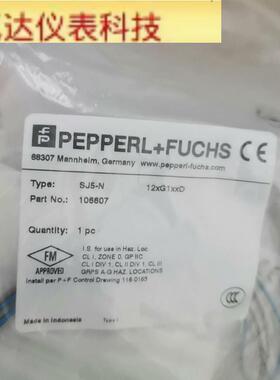 达仪表科技
PEPPERL+FUCHS CE
68307 Mannheim, Germany www.pepperl-fuchs.com
Type: SJ5-N 12xG1xxD
Part No.: 106607
Quantity: 1 pc
FM
APPROVED
I.S. for use in Haz. Loc.
CL I, ZONE 0, GP IIC
CL I DIV 1, CL II DIV 1, CL III
GRPS A-G HAZ. LOCATIONS
Install per P+F Control Drawing 116-0165
CCC
Made in Indonesia